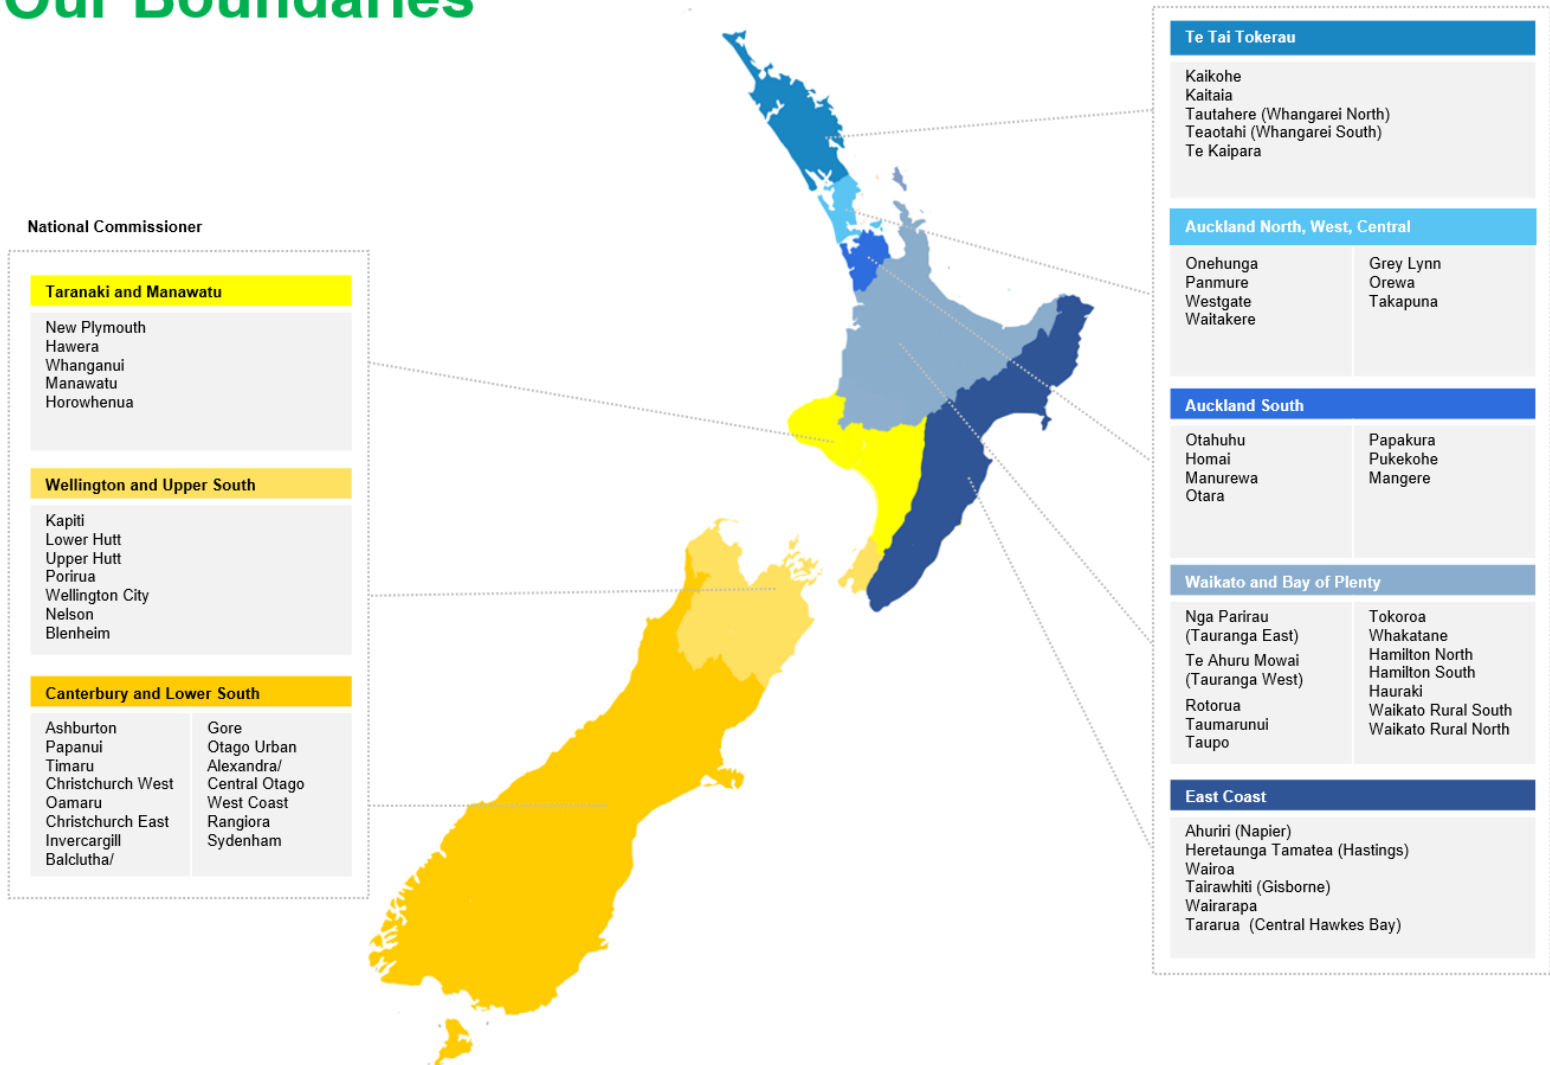 Our Boundaries
National Commissioner
Taranaki and Manawatu
New Plymouth
Hawera
Whanganui
Manawatu
Horowhenua
Wellington and Upper South
Kapiti
Lower Hutt
Upper Hutt
Porirua
Wellington City
Nelson
Blenheim
Canterbury and Lower South
Ashburton
Papanui
Timaru
Christchurch West
Oamaru
Christchurch East
Invercargill
Balclutha/
Gore
Otago Urban
Alexandra/
Central Otago
West Coast
Rangiora
Sydenham
Te Tai Tokerau
Kaikohe
Kaitaia
Tautahere (Whangarei North)
Teaotahi (Whangarei South)
Te Kaipara
Auckland North, West, Central
Onehunga
Panmure
Westgate
Waitakere
Grey Lynn
Orewa
Takapuna
Auckland South
Otahuhu
Homai
Manurewa
Otara
Papakura
Pukekohe
Mangere
Waikato and Bay of Plenty
Nga Parirau
(Tauranga East)
Te Ahuru Mowai
(Tauranga West)
Rotorua
Taumarunui
Taupo
Tokoroa
Whakatane
Hamilton North
Hamilton South
Hauraki
Waikato Rural South
Waikato Rural North
East Coast
Ahuriri (Napier)
Heretaunga Tamatea (Hastings)
Wairoa
Tairawhiti (Gisborne)
Wairarapa
Tararua  (Central Hawkes Bay)